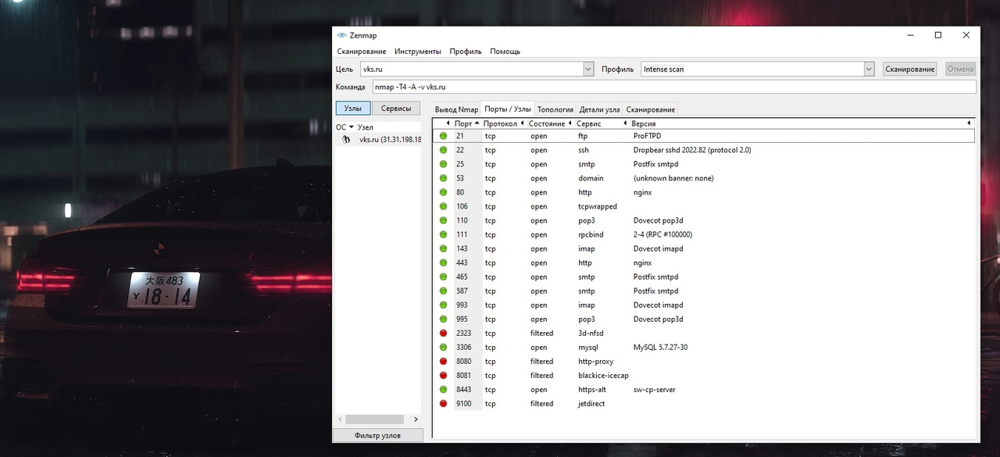 Zenmap
Сканирование Инструменты Профиль Помощь
Цель vks.ru Профиль Intense scan Сканирование Отмена
Команда nmap -T4 -A -v vks.ru
Узлы Сервисы Вывод Nmap Порты / Узлы Топология Детали узла Сканирование
ОС Узел Порт Протокол Состояние Сервис Версия
vks.ru (31.31.198.18
21 tcp open ftp ProFTPD
22 tcp open ssh Dropbear sshd 2022.82 (protocol 2.0)
25 tcp open smtp Postfix smtpd
53 tcp open domain (unknown banner: none)
80 tcp open http nginx
106 tcp open tcpwrapped
110 tcp open pop3 Dovecot pop3d
111 tcp open rpcbind 2-4 (RPC #100000)
143 tcp open imap Dovecot imapd
443 tcp open http nginx
465 tcp open smtp Postfix smtpd
587 tcp open smtp Postfix smtpd
993 tcp open imap Dovecot imapd
995 tcp open pop3 Dovecot pop3d
2323 tcp filtered 3d-nfsd
3306 tcp open mysql MySQL 5.7.27-30
8080 tcp filtered http-proxy
8081 tcp filtered blackice-icecap
8443 tcp open https-alt sw-cp-server
9100 tcp filtered jetdirect
Фильтр узлов
大阪 483
Y 18-14